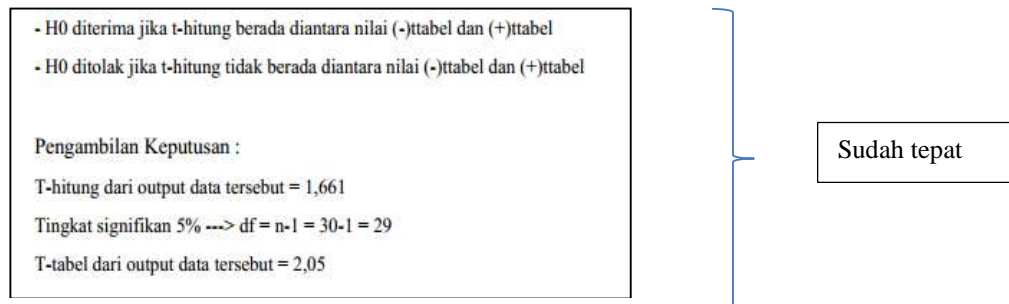 - H0 diterima jika t-hitung berada diantara nilai (-)ttabel dan (+)ttabel
- H0 ditolak jika t-hitung tidak berada diantara nilai (-)ttabel dan (+)ttabel
Pengambilan Keputusan :
T-hitung dari output data tersebut = 1,661
Tingkat signifikan 5% ---> df = n-1 = 30-1 = 29
T-tabel dari output data tersebut = 2,05
Sudah tepat